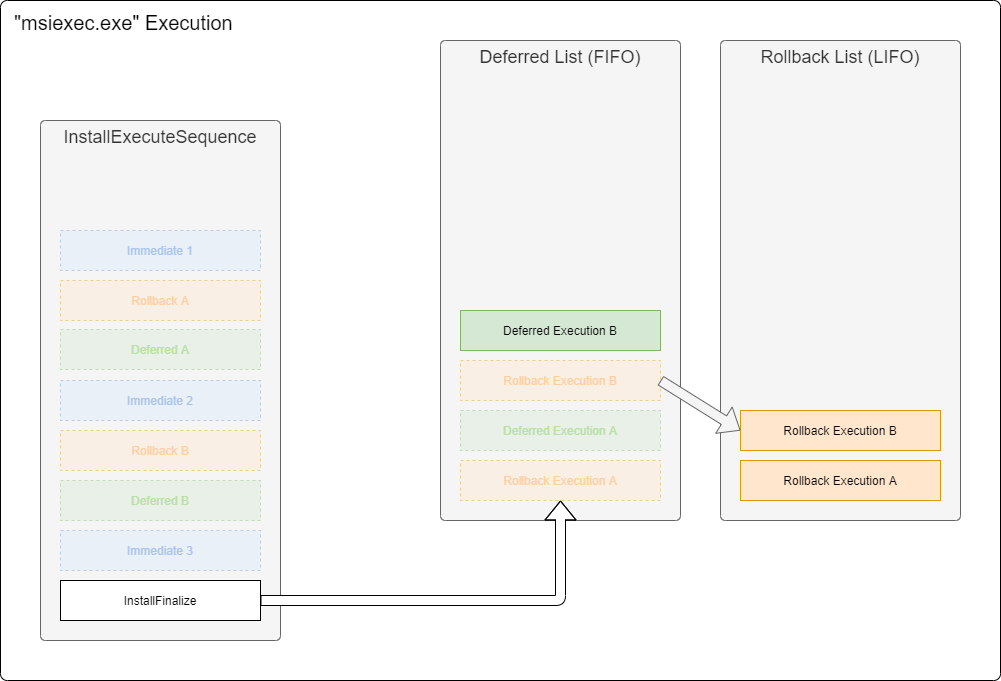 "msiexec.exe" Execution
InstallExecuteSequence
Immediate 1
Rollback A
Deferred A
Immediate 2
Rollback B
Deferred B
Immediate 3
InstallFinalize
Deferred List (FIFO)
Deferred Execution B
Rollback Execution B
Deferred Execution A
Rollback Execution A
Rollback List (LIFO)
Rollback Execution B
Rollback Execution A